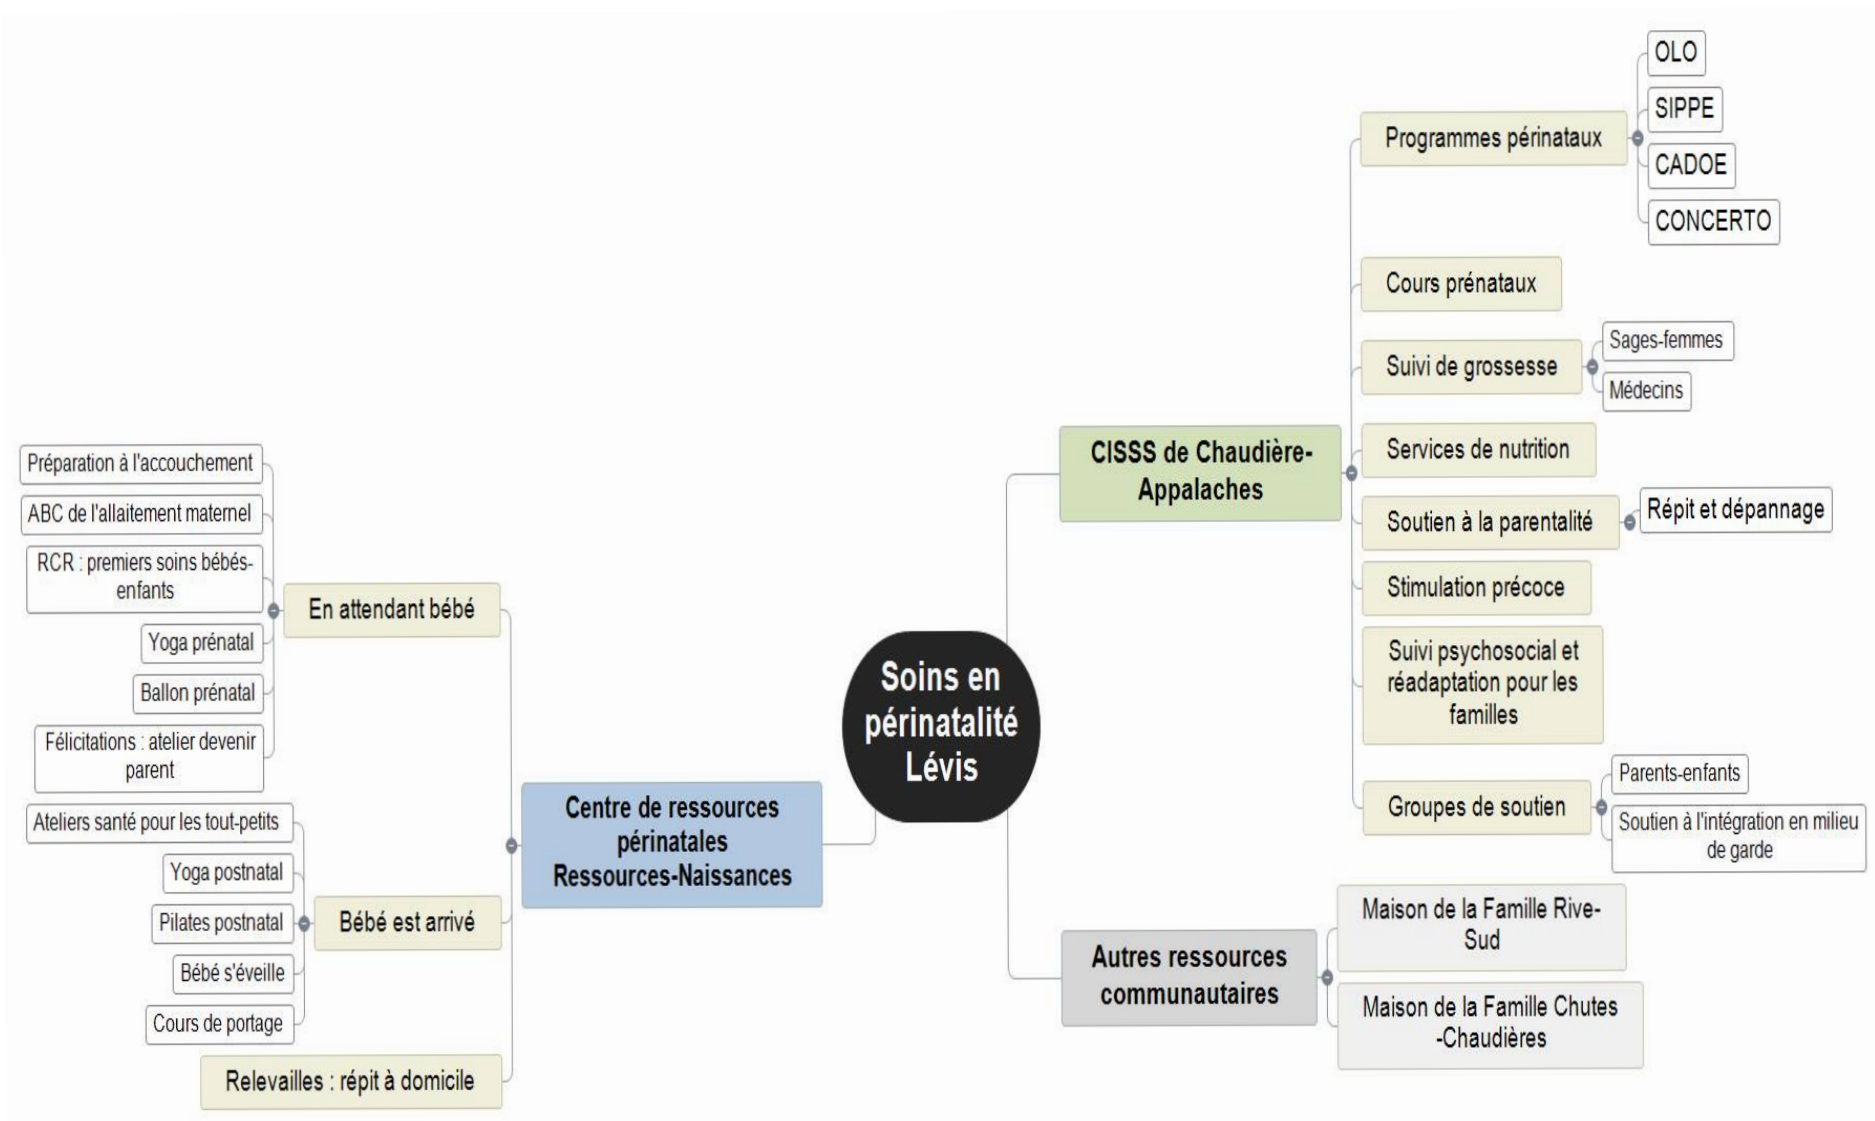 Soins en
périnatalité
Lévis
CISSS de Chaudière-
Appalaches
Programmes périnataux
OLO
SIPPE
CADOE
CONCERTO
Cours prénataux
Suivi de grossesse
Sages-femmes
Médecins
Services de nutrition
Soutien à la parentalité
Répit et dépannage
Stimulation précoce
Suivi psychosocial et
réadaptation pour les
familles
Groupes de soutien
Parents-enfants
Soutien à l'intégration en milieu
de garde
Autres ressources
communautaires
Maison de la Famille Rive-
Sud
Maison de la Famille Chutes
-Chaudières
Centre de ressources
périnatales
Ressources-Naissances
En attendant bébé
Préparation à l'accouchement
ABC de l'allaitement maternel
RCR : premiers soins bébés-
enfants
Yoga prénatal
Ballon prénatal
Félicitations : atelier devenir
parent
Bébé est arrivé
Ateliers santé pour les tout-petits
Yoga postnatal
Pilates postnatal
Bébé s'éveille
Cours de portage
Relevailles : répit à domicile